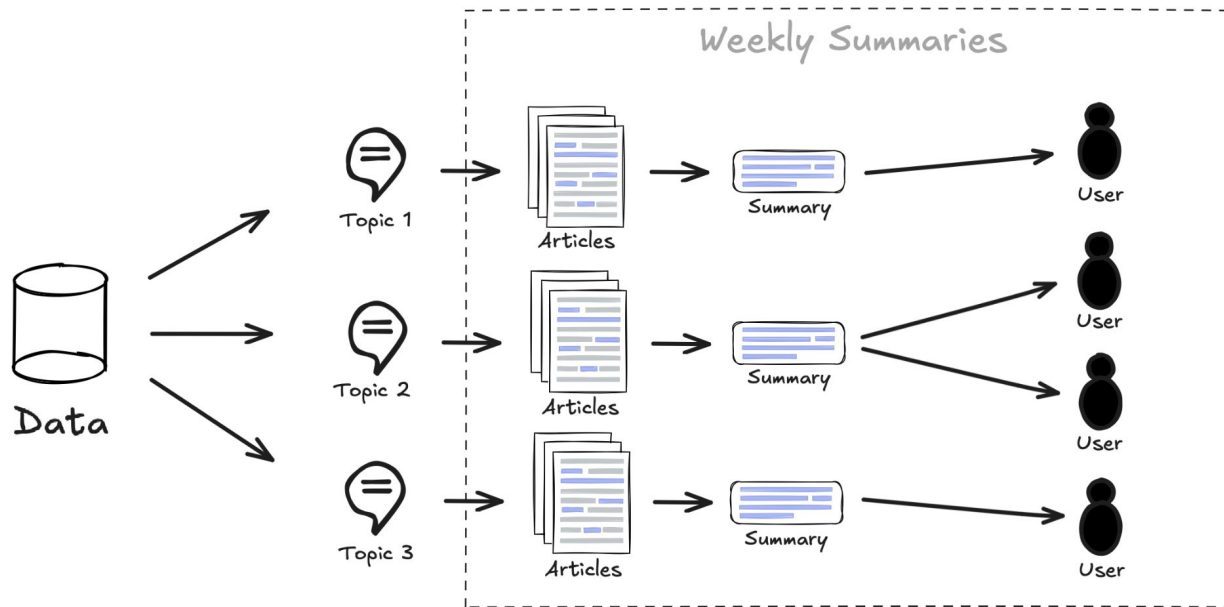 Weekly Summaries
Topic 1
Articles
Summary
User
User
Data
Topic 2
Articles
Summary
User
Topic 3
Articles
Summary
User